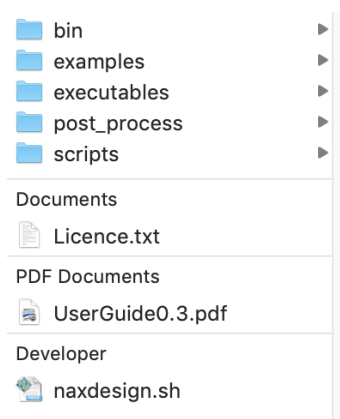 bin
examples
executables
post_process
scripts
Documents
Licence.txt
PDF Documents
UserGuide0.3.pdf
Developer
naxdesign.sh